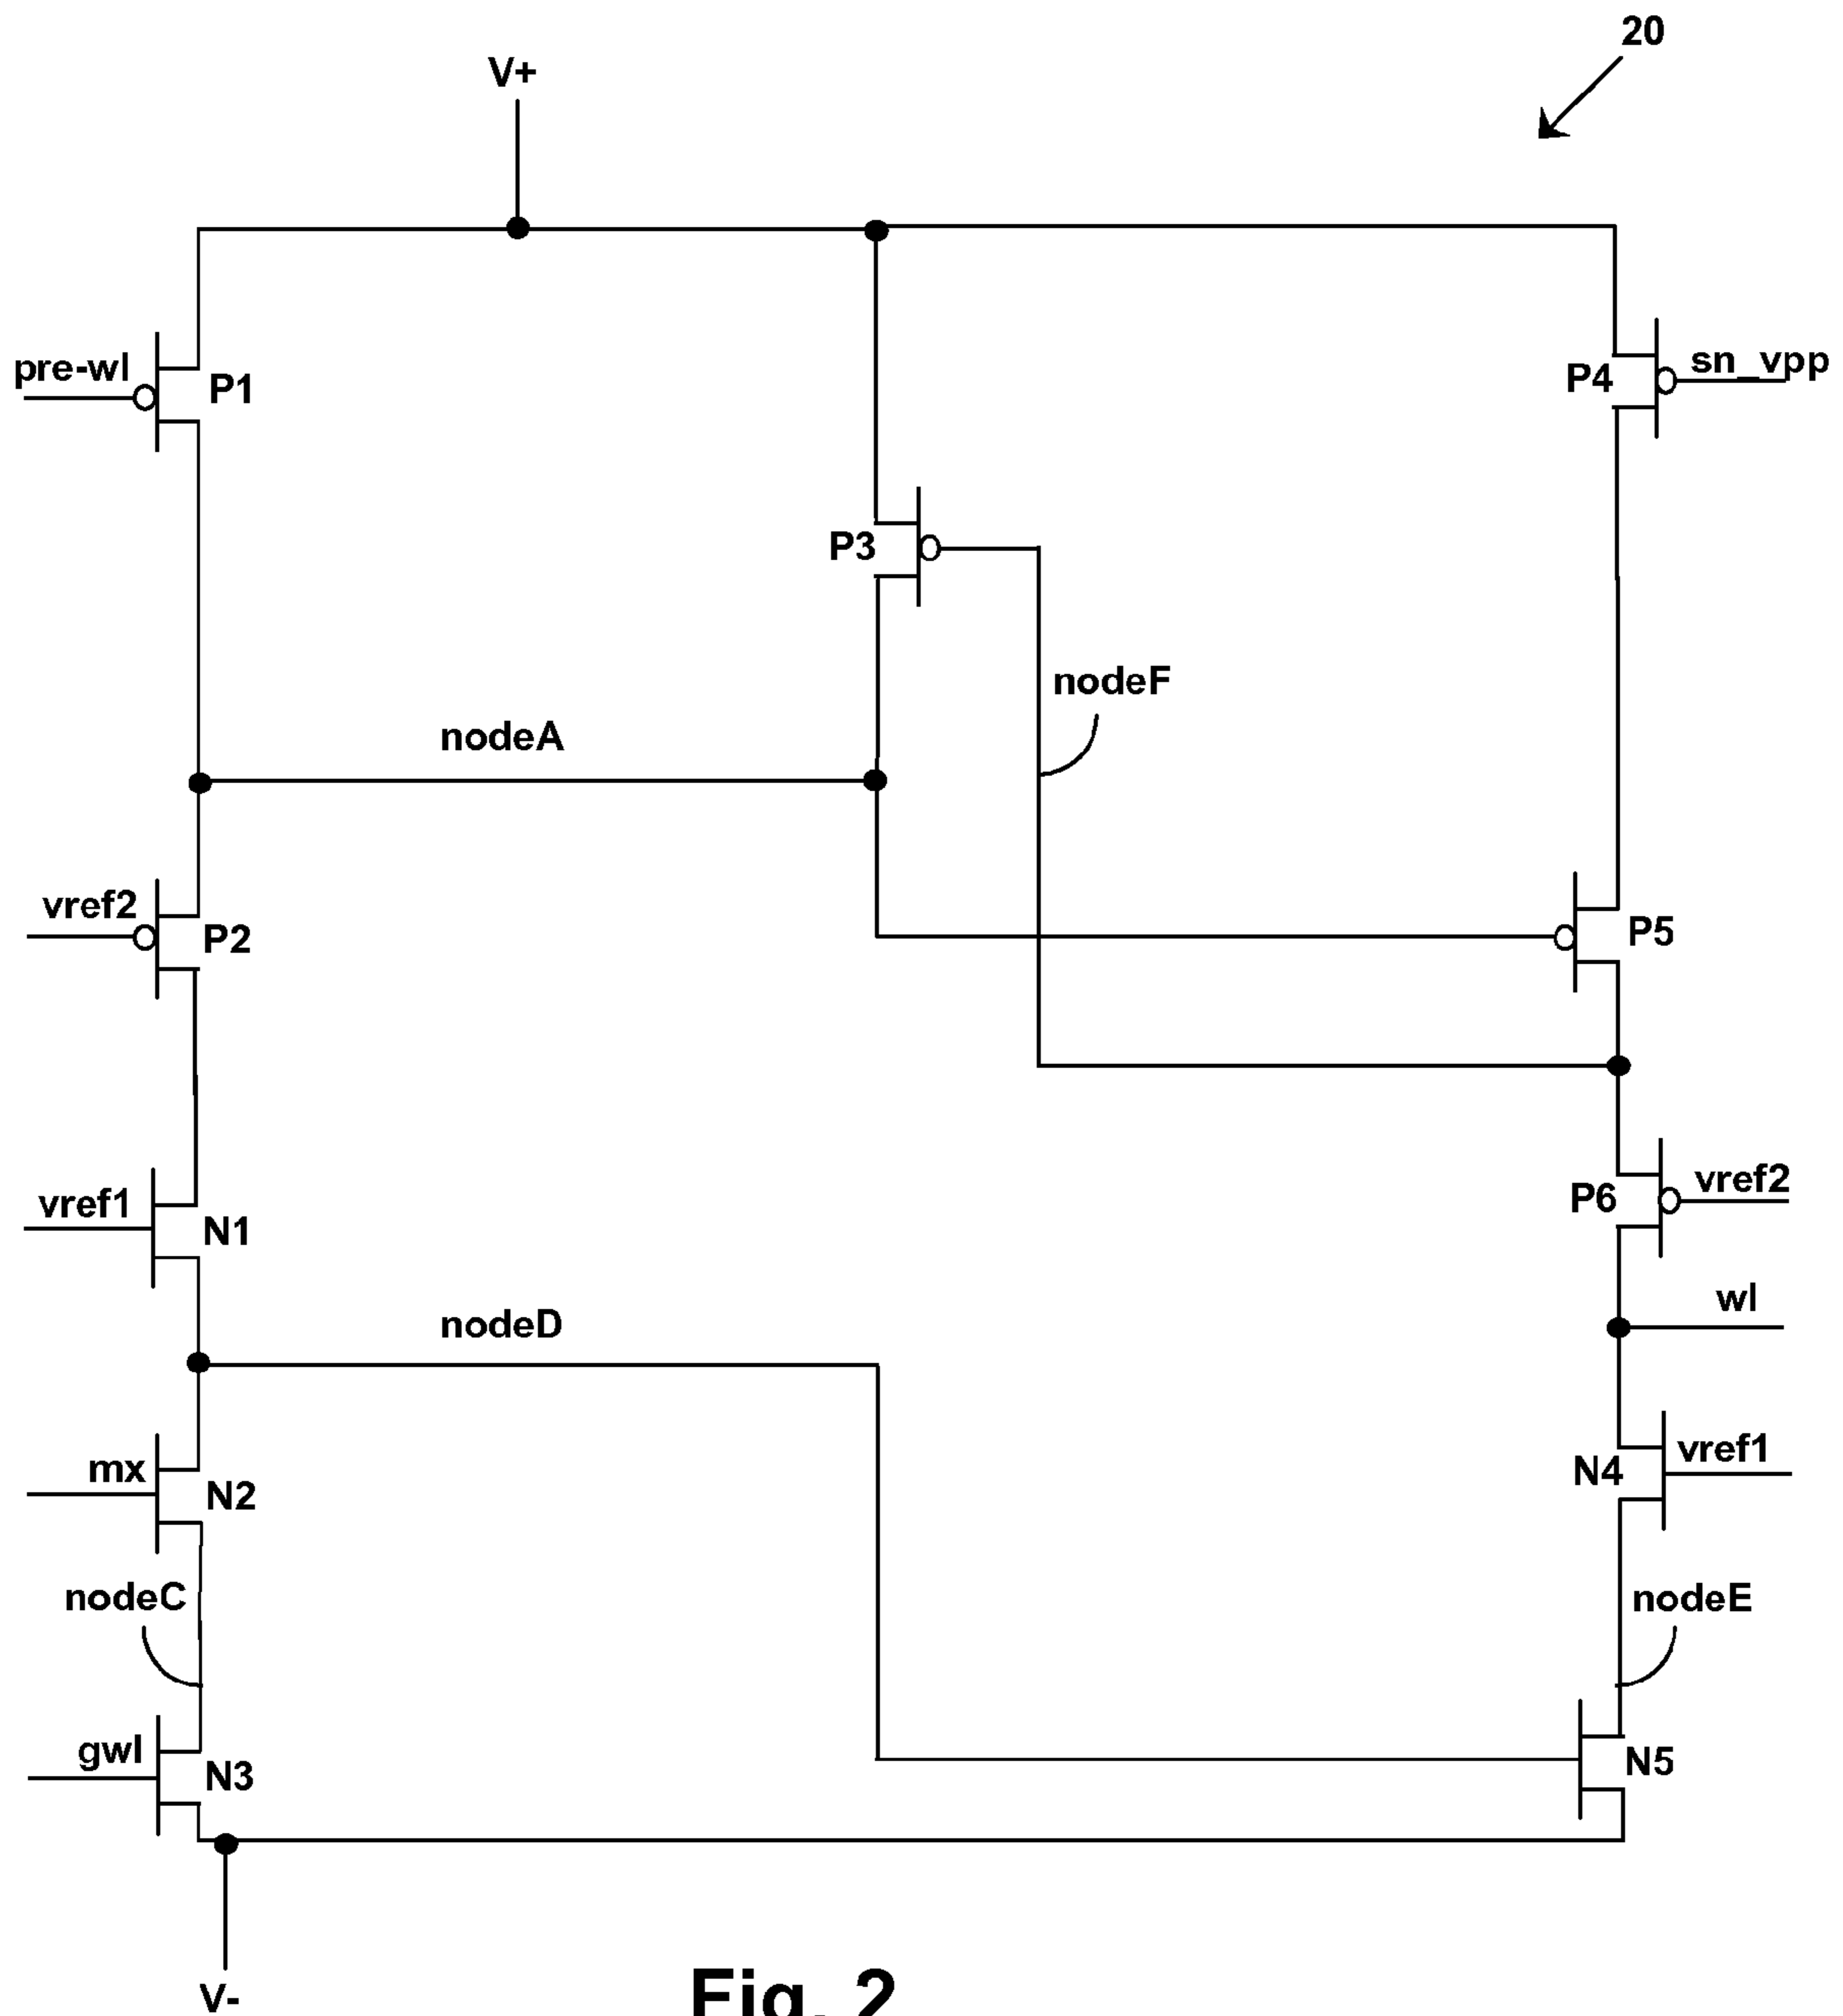 20
V+
pre-wl
P1
P4
sn_vpp
P3
nodeF
nodeA
vref2
P2
P5
vref1
N1
P6
vref2
wl
nodeD
mx
N2
N4
vref1
nodeC
nodeE
gwl
N3
N5
V-
Fig. 2